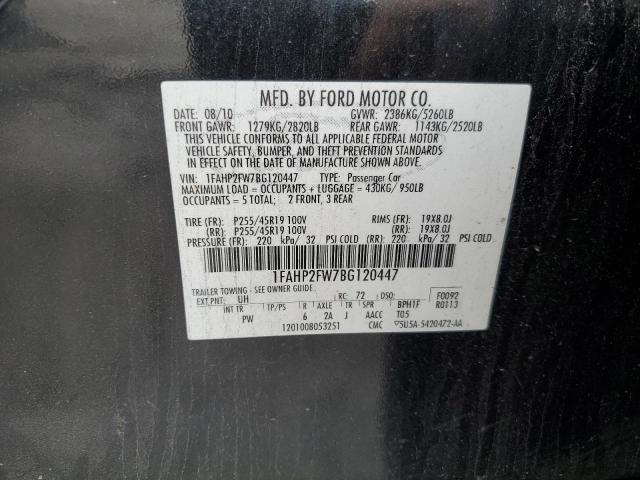 MFD. BY FORD MOTOR CO.
DATE: 08/10 GVWR: 2386KG/5260LB
FRONT GAWR: 1279KG/2820LB REAR GAWR: 1143KG/2520LB
THIS VEHICLE CONFORMS TO ALL APPLICABLE FEDERAL MOTOR
VEHICLE SAFETY, BUMPER, AND THEFT PREVENTION STANDARDS
IN EFFECT ON THE DATE OF MANUFACTURE SHOWN ABOVE.
VIN: 1FAHP2FW7BG120447 TYPE: Passenger Car
MAXIMUM LOAD = OCCUPANTS + LUGGAGE = 430KG/ 950LB
OCCUPANTS = 5 TOTAL; 2 FRONT, 3 REAR
TIRE (FR): P255/45R19 100V RIMS (FR): 19X8.0J
(RR): P255/45R19 100V (RR): 19X8.0J
PRESSURE (FR): 220 kPa/ 32 PSI COLD (RR): 220 kPa/ 32 PSI COLD
1FAHP2FW7BG120447
TRAILER TOWING - SEE OWNER GUIDE
EXT PNT: UH RC: 72 DSO: F0092
INT TR TP/PS R AX TR SPR BPH1F R0113
PW 6 2A J AACC T05
1201008053251 CMC 5U5A-5420472-AA